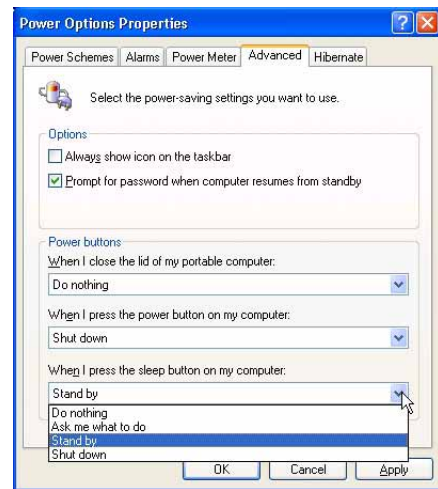 Power Options Properties
Power Schemes Alarms Power Meter Advanced Hibernate
Select the power-saving settings you want to use.
Options
Always show icon on the taskbar
Prompt for password when computer resumes from standby
Power buttons
When I close the lid of my portable computer:
Do nothing
When I press the power button on my computer:
Shut down
When I press the sleep button on my computer:
Stand by
Do nothing
Ask me what to do
Stand by
Shut down
OK Cancel Apply